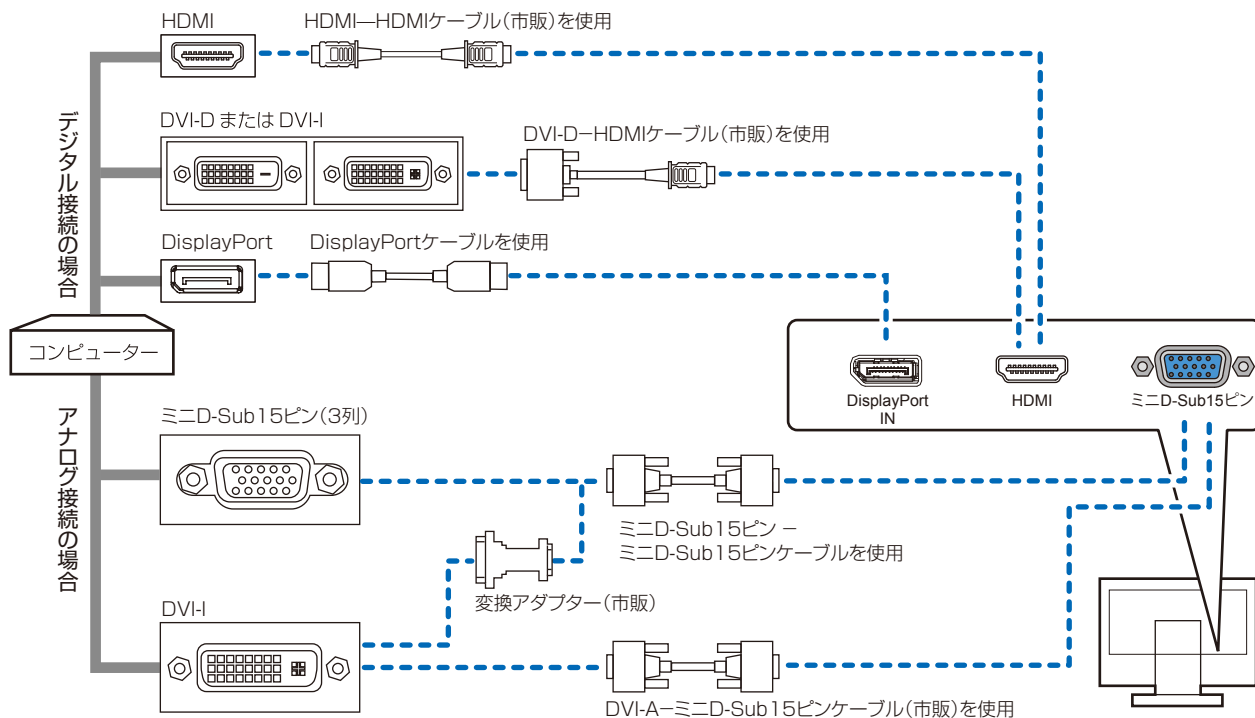 HDMI
HDMI―HDMIケーブル(市販)を使用
デジタル接続の場合
DVI-D または DVI-I
DVI-D−HDMIケーブル(市販)を使用
DisplayPort
DisplayPortケーブルを使用
コンピューター
DisplayPort
IN
HDMI
ミニD-Sub15ピン
アナログ接続の場合
ミニD-Sub15ピン(3列)
ミニD-Sub15ピン −
ミニD-Sub15ピンケーブルを使用
変換アダプター(市販)
DVI-I
DVI-A−ミニD-Sub15ピンケーブル(市販)を使用